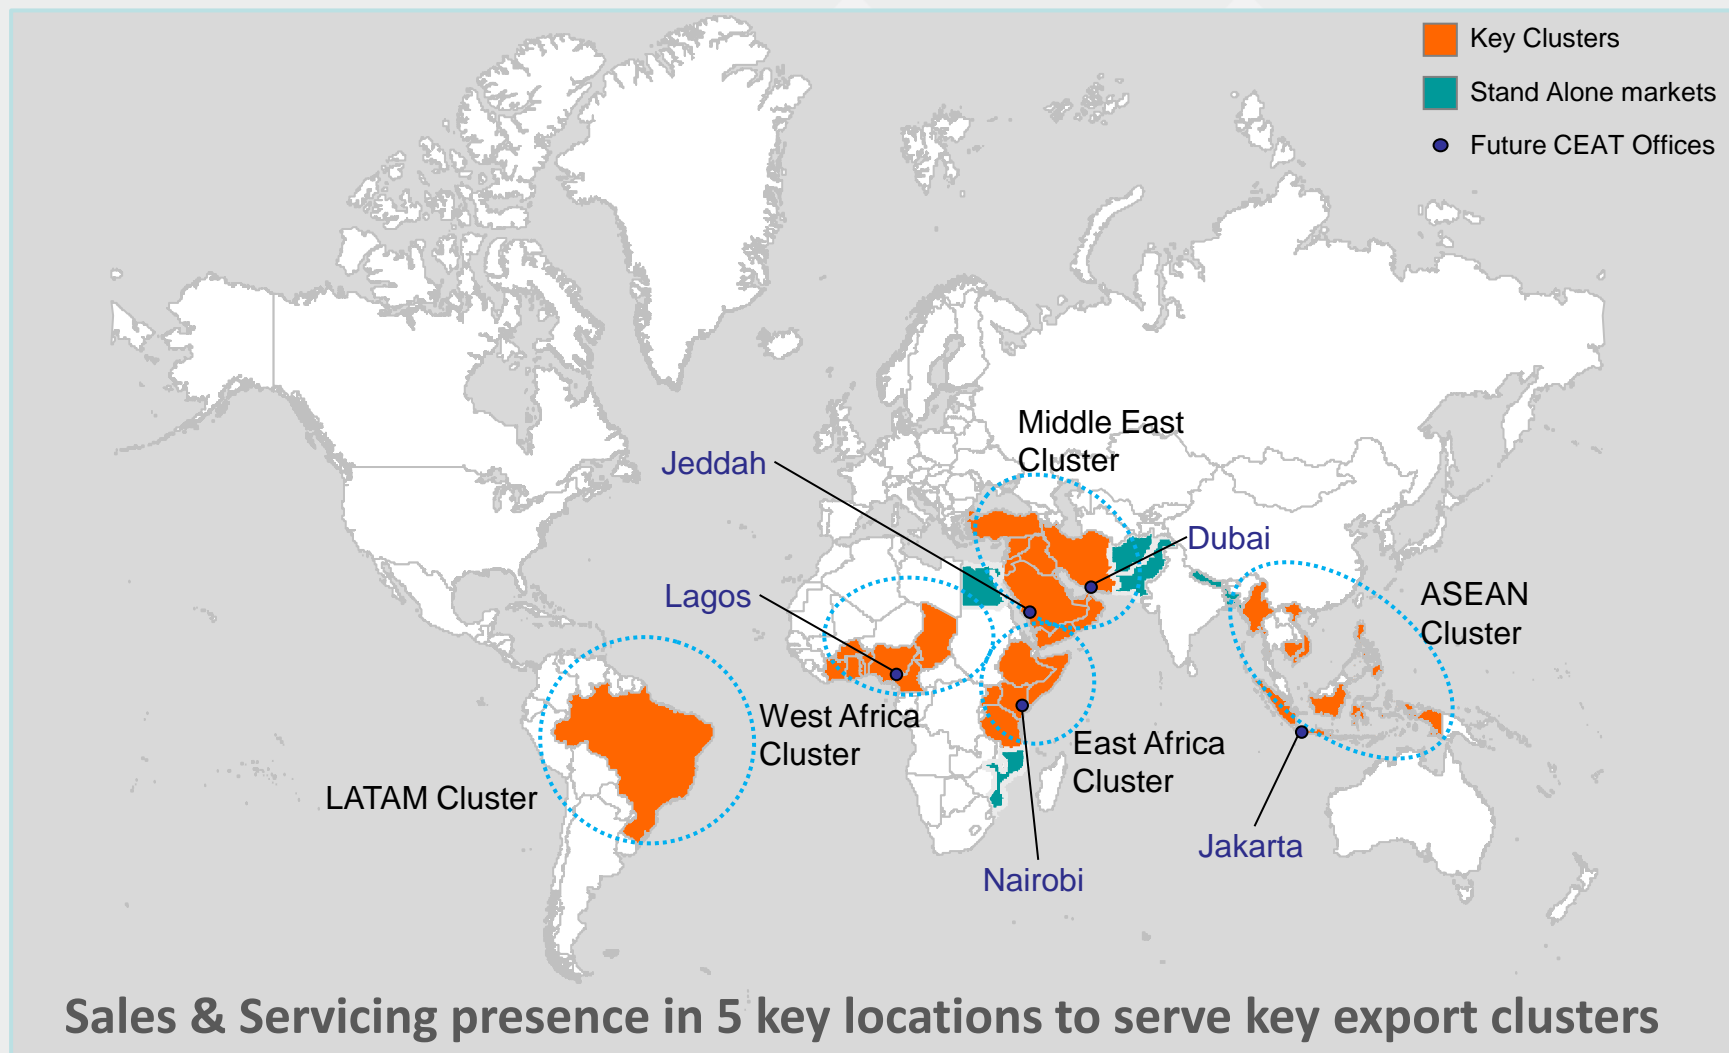 Key Clusters
Stand Alone markets
Future CEAT Offices
Middle East
Cluster
Jeddah
Dubai
Lagos
ASEAN
Cluster
West Africa
Cluster
East Africa
Cluster
LATAM Cluster
Jakarta
Nairobi
Sales & Servicing presence in 5 key locations to serve key export clusters